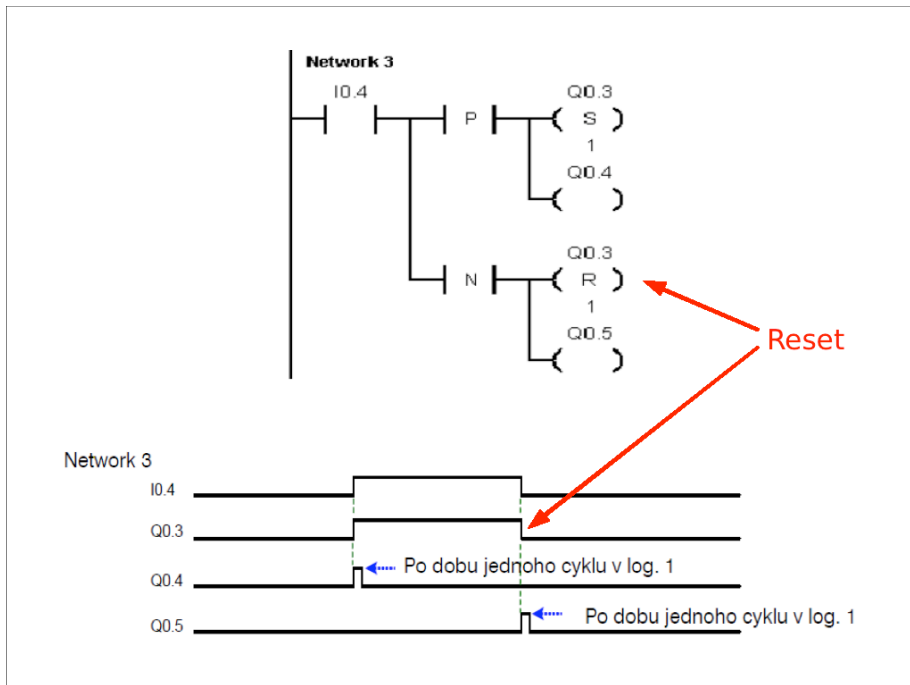 Network 3
I0.4
P
Q0.3
S
1
Q0.4
N
Q0.3
R
1
Q0.5
Reset
Network 3
I0.4
Q0.3
Q0.4
Po dobu jednoho cyklu v log. 1
Q0.5
Po dobu jednoho cyklu v log. 1